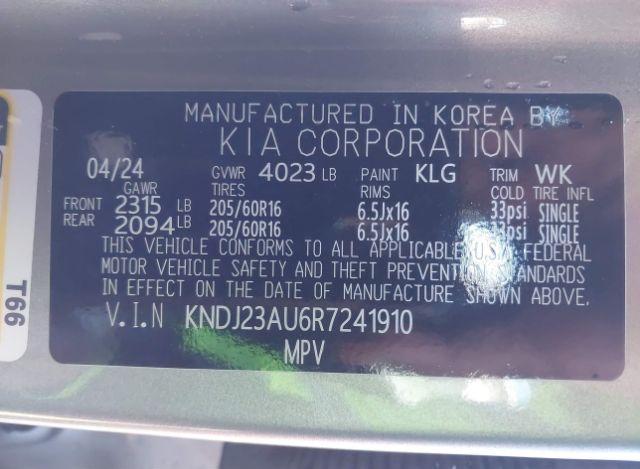 MANUFACTURED IN KOREA BY
KIA CORPORATION
04/24 GVWR 4023 LB PAINT KLG TRIM WK
GAWR TIRES RIMS COLD TIRE INFL
FRONT 2315 LB 205/60R16 6.5Jx16 33psi SINGLE
REAR 2094 LB 205/60R16 6.5Jx16 33psi SINGLE
THIS VEHICLE CONFORMS TO ALL APPLICABLE U.S. FEDERAL
MOTOR VEHICLE SAFETY AND THEFT PREVENTION STANDARDS
IN EFFECT ON THE DATE OF MANUFACTURE SHOWN ABOVE.
V.I.N KNDJ23AU6R7241910
MPV
T66